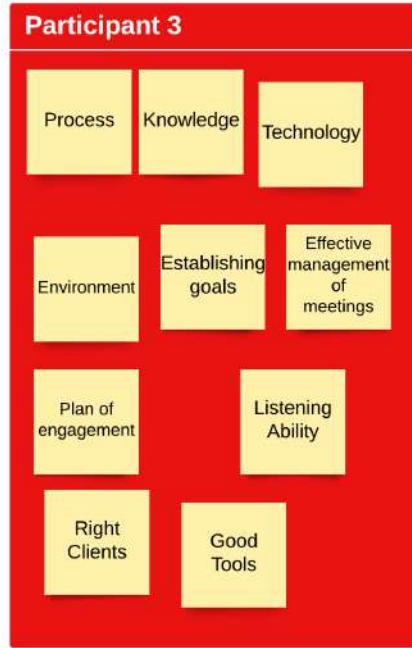 Participant 3
Process
Knowledge
Technology
Environment
Establishing
goals
Effective
management
of
meetings
Plan of
engagement
Listening
Ability
Right
Clients
Good
Tools